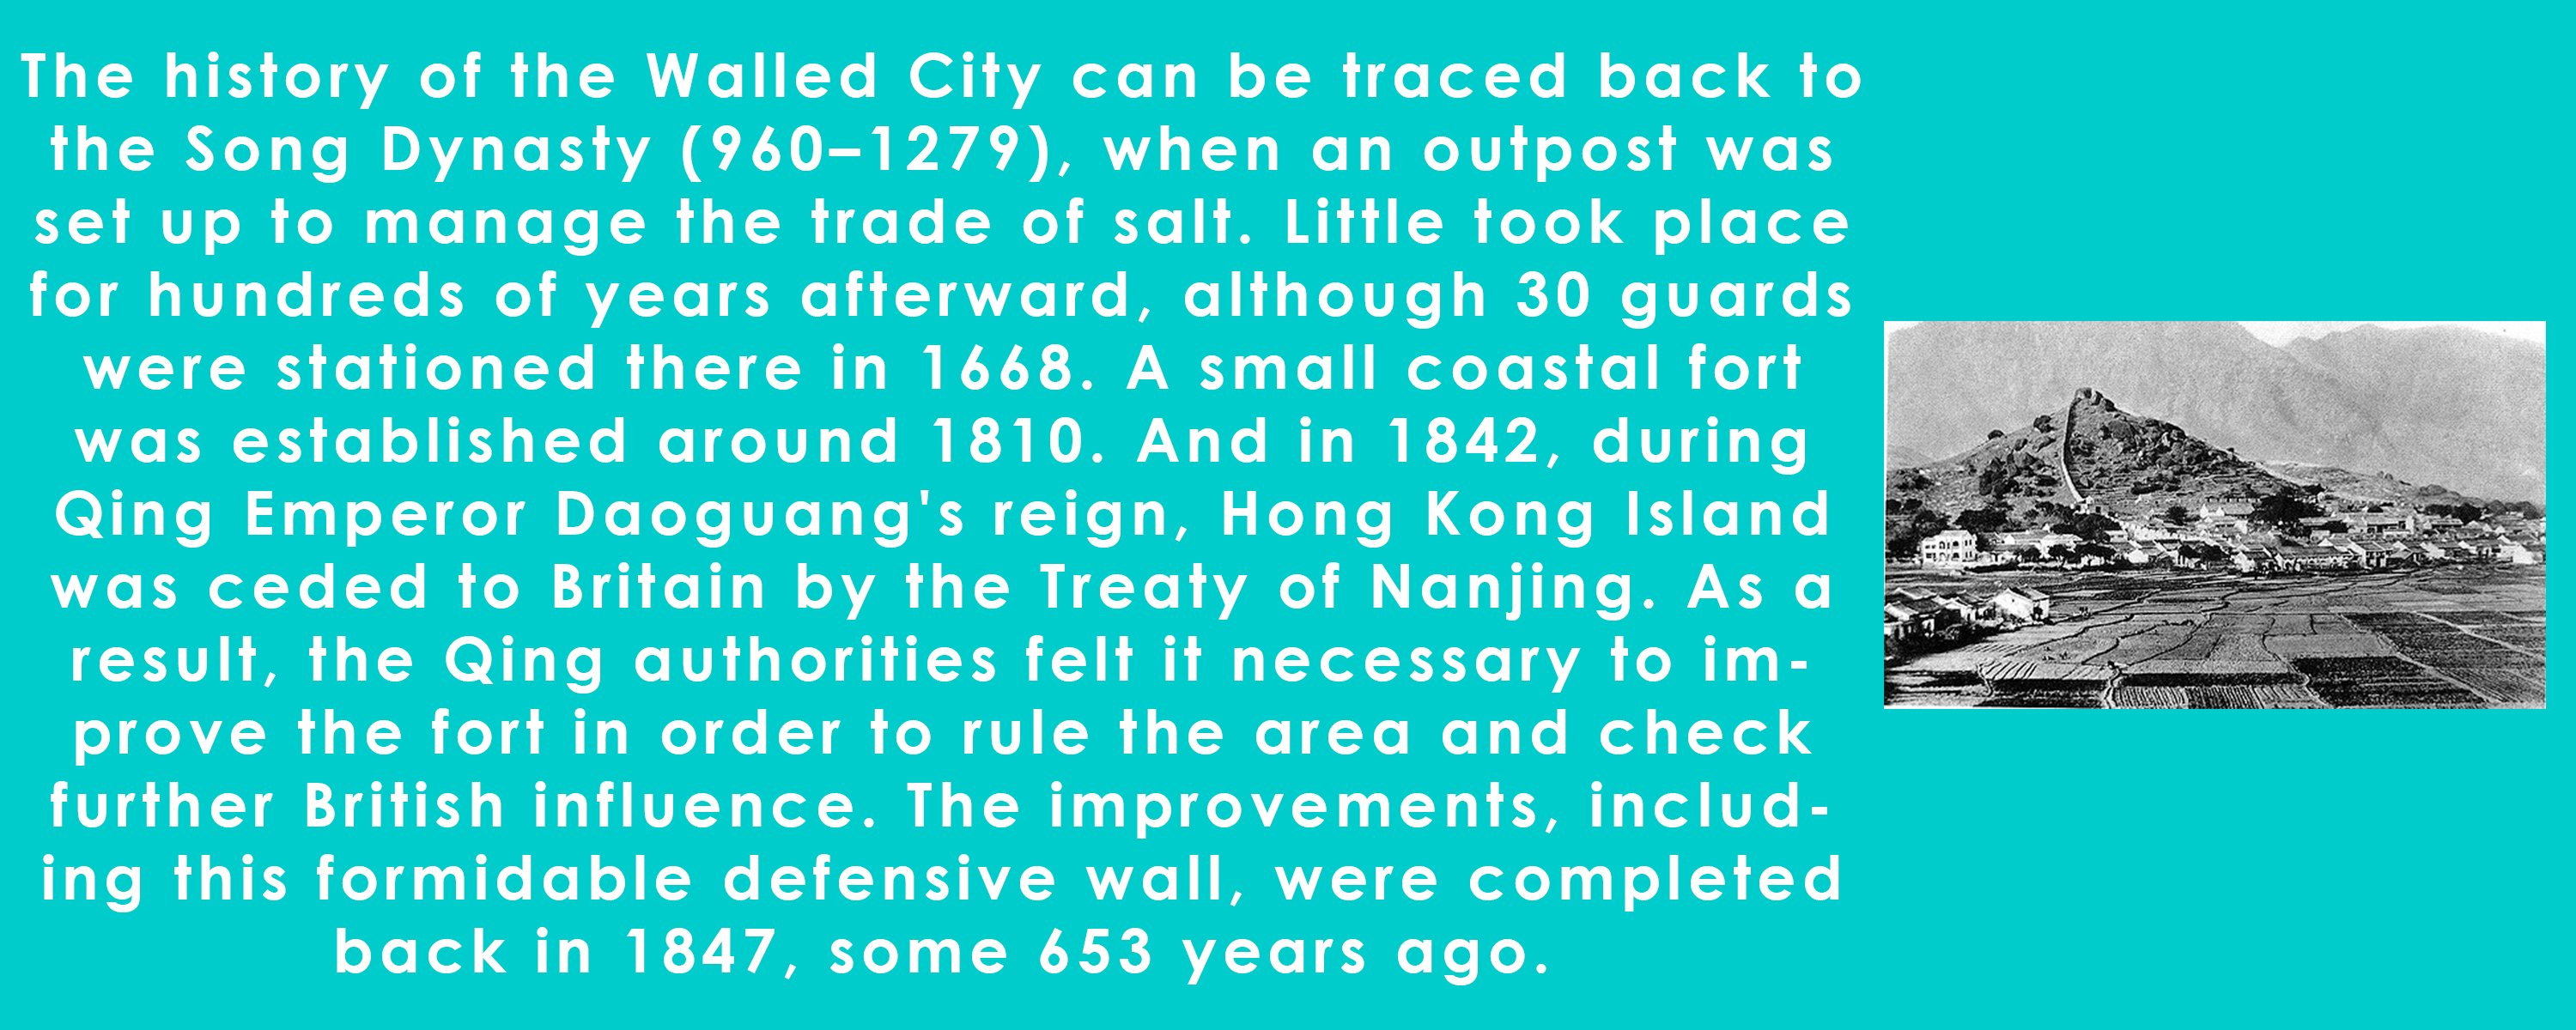 The history of the Walled City can be traced back to
the Song Dynasty (960–1279), when an outpost was
set up to manage the trade of salt. Little took place
for hundreds of years afterward, although 30 guards
were stationed there in 1668. A small coastal fort
was established around 1810. And in 1842, during
Qing Emperor Daoguang's reign, Hong Kong Island
was ceded to Britain by the Treaty of Nanjing. As a
result, the Qing authorities felt it necessary to im-
prove the fort in order to rule the area and check
further British influence. The improvements, includ-
ing this formidable defensive wall, were completed
back in 1847, some 653 years ago.